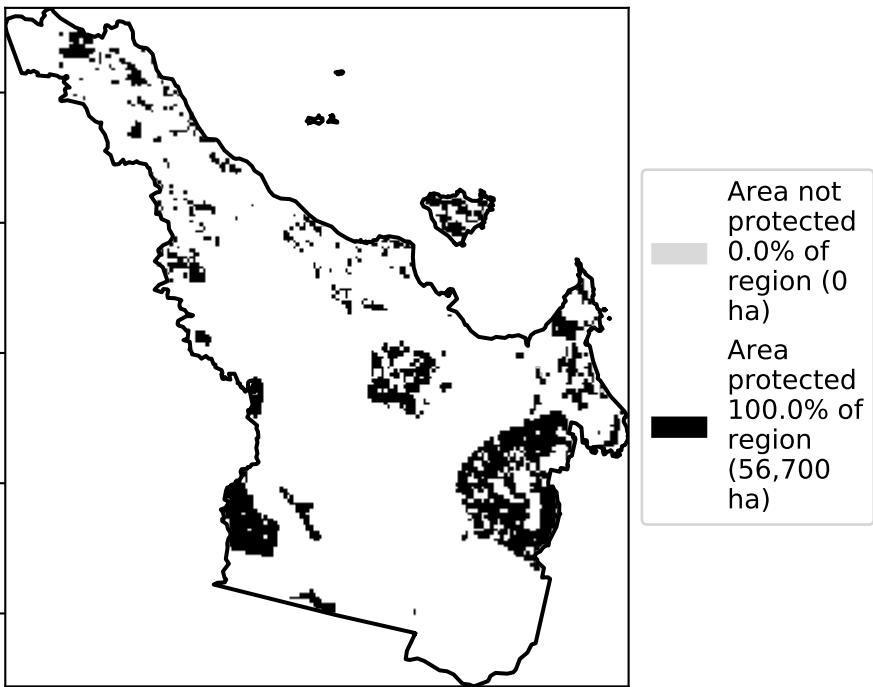 Area not
protected
0.0% of
region (0
ha)
Area
protected
100.0% of
region
(56,700
ha)